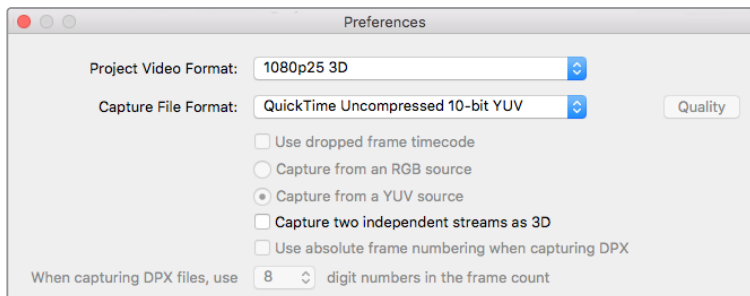 Preferences
Project Video Format: 1080p25 3D
Capture File Format: QuickTime Uncompressed 10-bit YUV Quality
Use dropped frame timecode
Capture from an RGB source
Capture from a YUV source
Capture two independent streams as 3D
Use absolute frame numbering when capturing DPX
When capturing DPX files, use 8 digit numbers in the frame count